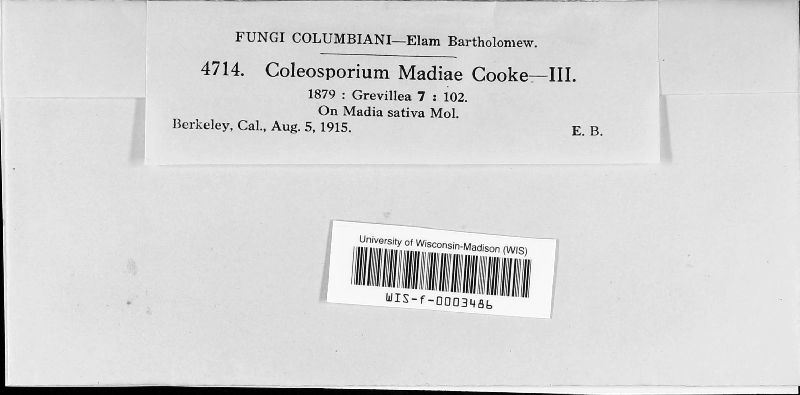 FUNGI COLUMBIANI—Elam Bartholomew.
4714. Coleosporium Madiae Cooke—III.
1879 : Grevillea 7 : 102.
On Madia sativa Mol.
Berkeley, Cal., Aug. 5, 1915. E. B.
University of Wisconsin-Madison (WIS)
WIS-f-0003486